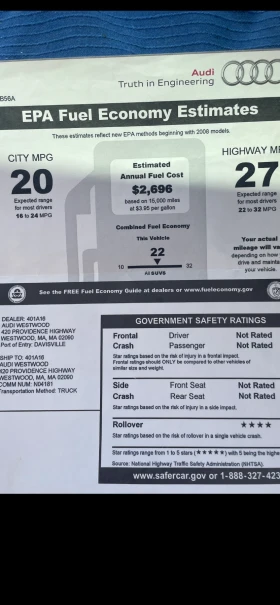 Audi
Truth in Engineering
B56A
EPA Fuel Economy Estimates
These estimates reflect new EPA methods beginning with 2008 models.
CITY MPG
20
Expected range
for most drivers
16 to 24 MPG
Estimated
Annual Fuel Cost
$2,696
based on 15,000 miles
at $3.95 per gallon
Combined Fuel Economy
This Vehicle
22
10 32
All SUVs
HIGHWAY M
27
Expected range
for most drivers
22 to 32 MPG
Your actual
mileage will va
depending on how
drive and mainta
your vehicle.
See the FREE Fuel Economy Guide at dealers or www.fueleconomy.gov
DEALER: 401A18
AUDI WESTWOOD
420 PROVIDENCE HIGHWAY
WESTWOOD, MA, MA 02090
Port of Entry: DAVISVILLE
SHIP TO: 401A18
AUDI WESTWOOD
420 PROVIDENCE HIGHWAY
WESTWOOD, MA, MA 02090
COMM NUM: N04181
Transportation Method: TRUCK
GOVERNMENT SAFETY RATINGS
Frontal Driver Not Rated
Crash Passenger Not Rated
Star ratings based on the risk of injury in a frontal impact.
Frontal ratings should ONLY be compared to other vehicles of
similar size and weight.
Side Front Seat Not Rated
Crash Rear Seat Not Rated
Star ratings based on the risk of injury in a side impact.
Rollover ★★★★
Star ratings based on the risk of rollover in a single vehicle crash.
Star ratings range from 1 to 5 stars (★★★★★) with 5 being the highe
Source: National Highway Traffic Safety Administration (NHTSA).
www.safercar.gov or 1-888-327-423